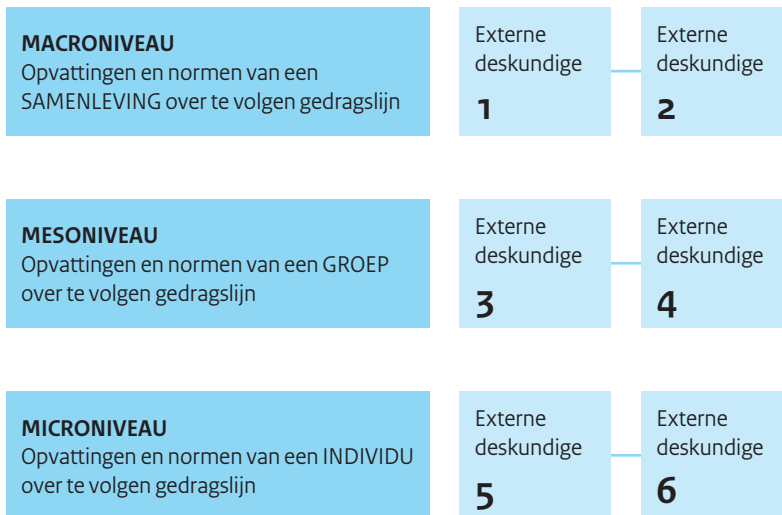 MACRONIVEAU
Opvattingen en normen van een
SAMENLEVING over te volgen gedragslijn
Externe
deskundige
1
Externe
deskundige
2
MESONIVEAU
Opvattingen en normen van een GROEP
over te volgen gedragslijn
Externe
deskundige
3
Externe
deskundige
4
MICRONIVEAU
Opvattingen en normen van een INDIVIDU
over te volgen gedragslijn
Externe
deskundige
5
Externe
deskundige
6